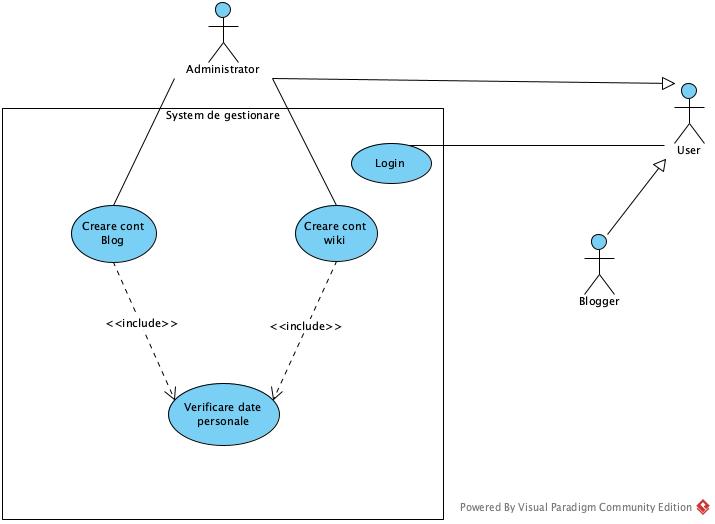 Administrator
System de gestionare
User
Login
Creare cont
Blog
Creare cont
wiki
Blogger
<<include>>
<<include>>
Verificare date
personale
Powered By Visual Paradigm Community Edition